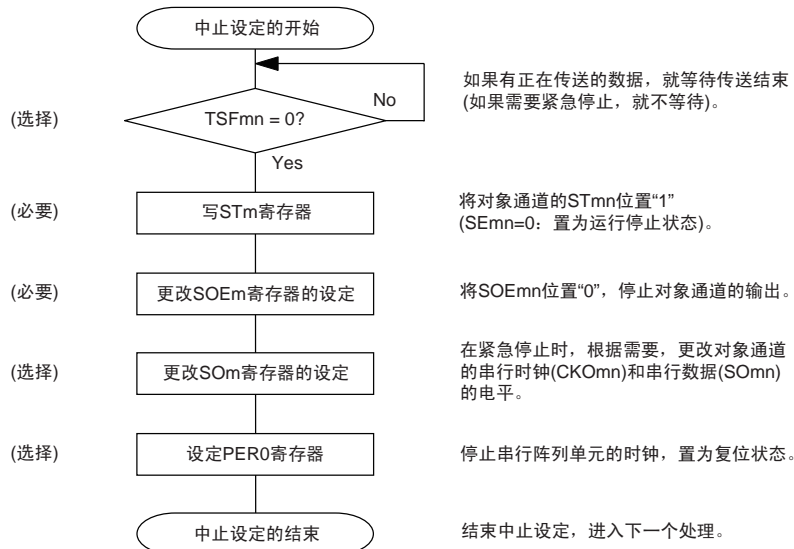 中止设定的开始
如果有正在传送的数据，就等待传送结束
(如果需要紧急停止，就不等待)。
No
(选择)
TSFmn = 0?
Yes
(必要)
写STm寄存器
将对象通道的STmn位置“1”
(SEmn=0：置为运行停止状态)。
(必要)
更改SOEm寄存器的设定
将SOEmn位置“0”，停止对象通道的输出。
(选择)
更改SOm寄存器的设定
在紧急停止时，根据需要，更改对象通道
的串行时钟(CKOmn)和串行数据(SOmn)
的电平。
(选择)
设定PER0寄存器
停止串行阵列单元的时钟，置为复位状态。
中止设定的结束
结束中止设定，进入下一个处理。